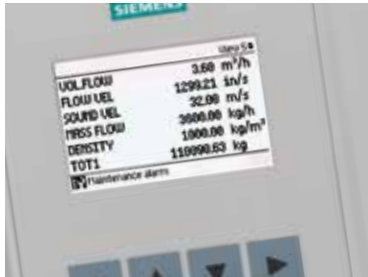 SIEMENS
View 5
VOL.FLOW 3.60 m³/h
FLOW VEL 1299.21 in/s
SOUND VEL 32.00 m/s
MASS FLOW 3600.00 kg/h
DENSITY 1000.00 kg/m³
TOT1 110090.63 kg
Maintenance alarm